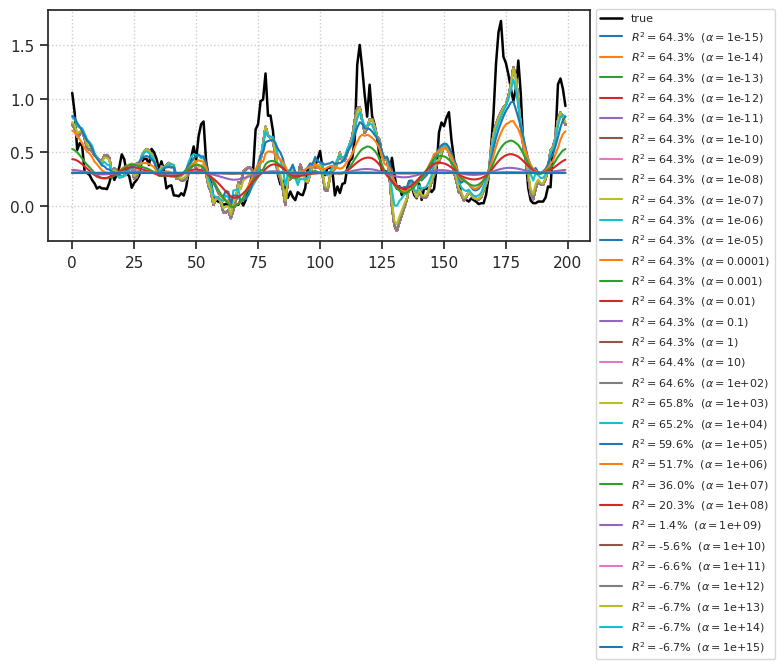 1.5
1.0
0.5
0.0
0 25 50 75 100 125 150 175 200
true
R² = 64.3% (α = 1e-15)
R² = 64.3% (α = 1e-14)
R² = 64.3% (α = 1e-13)
R² = 64.3% (α = 1e-12)
R² = 64.3% (α = 1e-11)
R² = 64.3% (α = 1e-10)
R² = 64.3% (α = 1e-09)
R² = 64.3% (α = 1e-08)
R² = 64.3% (α = 1e-07)
R² = 64.3% (α = 1e-06)
R² = 64.3% (α = 1e-05)
R² = 64.3% (α = 0.0001)
R² = 64.3% (α = 0.001)
R² = 64.3% (α = 0.01)
R² = 64.3% (α = 0.1)
R² = 64.3% (α = 1)
R² = 64.4% (α = 10)
R² = 64.6% (α = 1e+02)
R² = 65.8% (α = 1e+03)
R² = 65.2% (α = 1e+04)
R² = 59.6% (α = 1e+05)
R² = 51.7% (α = 1e+06)
R² = 36.0% (α = 1e+07)
R² = 20.3% (α = 1e+08)
R² = 1.4% (α = 1e+09)
R² = -5.6% (α = 1e+10)
R² = -6.6% (α = 1e+11)
R² = -6.7% (α = 1e+12)
R² = -6.7% (α = 1e+13)
R² = -6.7% (α = 1e+14)
R² = -6.7% (α = 1e+15)